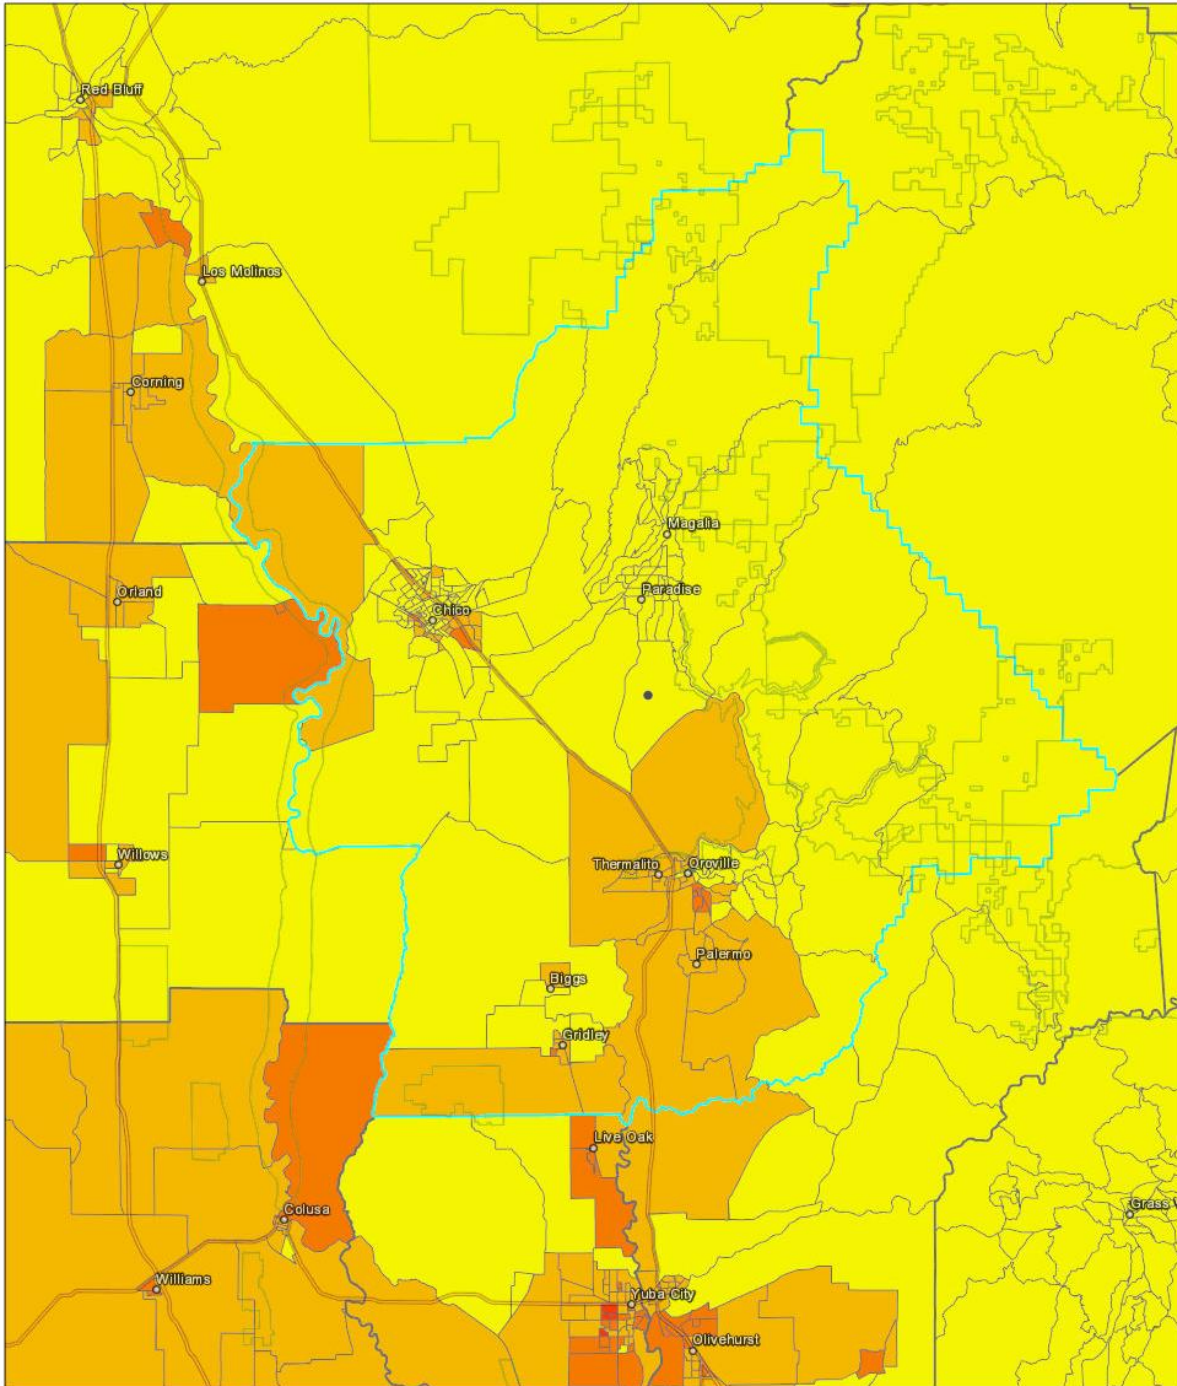 Red Bluff
Los Molinos
Corning
Magalia
Orland
Paradise
Chico
Willows
Thermalito
Oroville
Palermo
Biggs
Gridley
Live Oak
Colusa
Grass V
Williams
Yuba City
Olivehurst